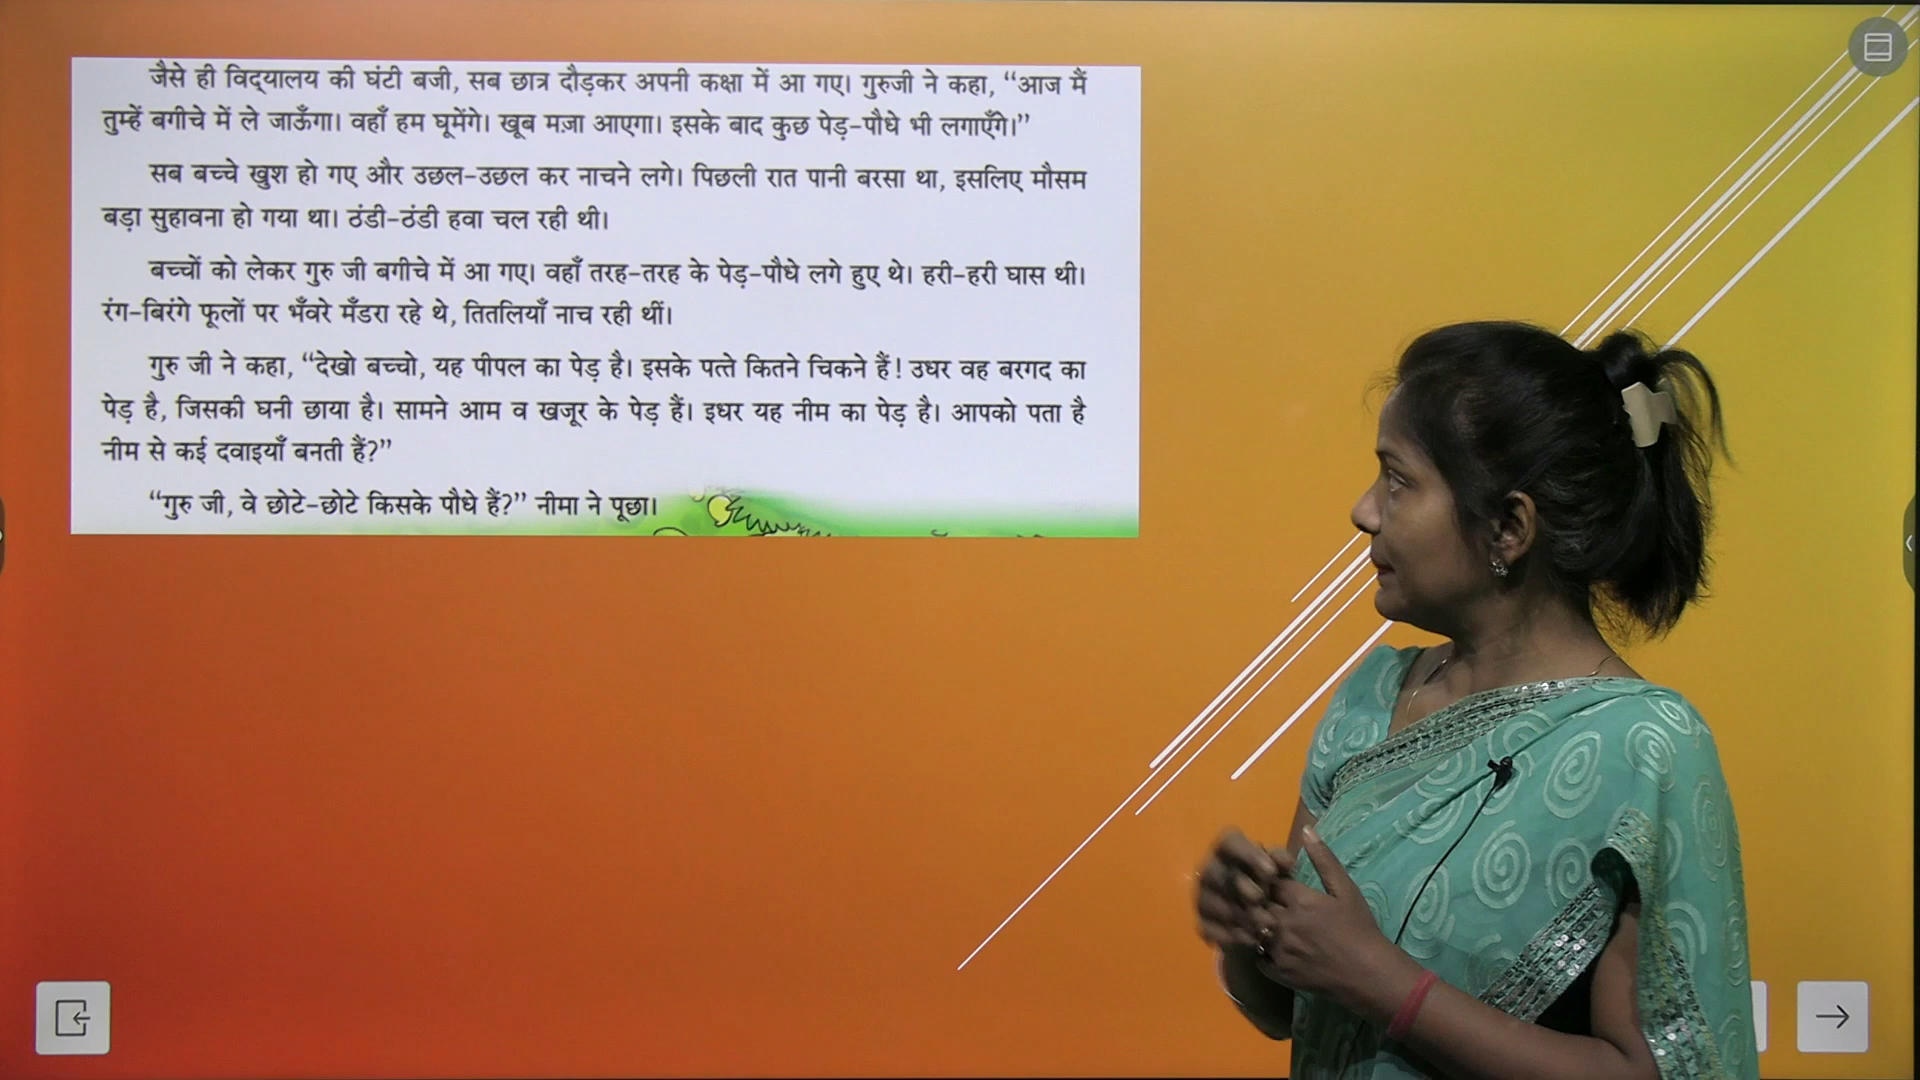 जैसे ही विद्यालय की घंटी बजी, सब छात्र दौड़कर अपनी कक्षा में आ गए। गुरुजी ने कहा, “आज मैं
तुम्हें बगीचे में ले जाऊँगा। वहाँ हम घूमेंगे। खूब मज़ा आएगा। इसके बाद कुछ पेड़-पौधे भी लगाएँगे।”
सब बच्चे खुश हो गए और उछल-उछल कर नाचने लगे। पिछली रात पानी बरसा था, इसलिए मौसम
बड़ा सुहावना हो गया था। ठंडी-ठंडी हवा चल रही थी।
बच्चों को लेकर गुरु जी बगीचे में आ गए। वहाँ तरह-तरह के पेड़-पौधे लगे हुए थे। हरी-हरी घास थी।
रंग-बिरंगे फूलों पर भँवरे मँडरा रहे थे, तितलियाँ नाच रही थीं।
गुरु जी ने कहा, “देखो बच्चो, यह पीपल का पेड़ है। इसके पत्ते कितने चिकने हैं! उधर वह बरगद का
पेड़ है, जिसकी घनी छाया है। सामने आम व खजूर के पेड़ हैं। इधर यह नीम का पेड़ है। आपको पता है
नीम से कई दवाइयाँ बनती हैं?”
“गुरु जी, वे छोटे-छोटे किसके पौधे हैं?” नीमा ने पूछा।